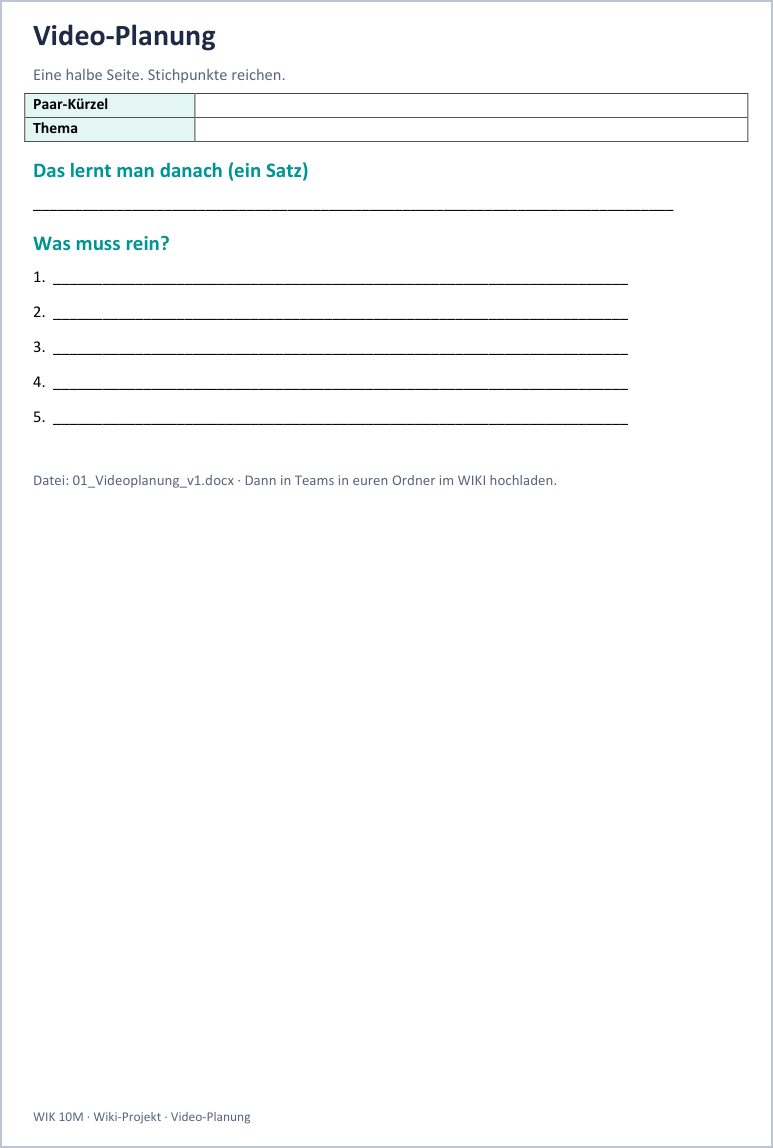 Video-Planung
Eine halbe Seite. Stichpunkte reichen.
Paar-Kürzel
Thema
Das lernt man danach (ein Satz)
Was muss rein?
1.
2.
3.
4.
5.
Datei: 01_Videoplanung_v1.docx · Dann in Teams in euren Ordner im WIKI hochladen.
WIK 10M · Wiki-Projekt · Video-Planung